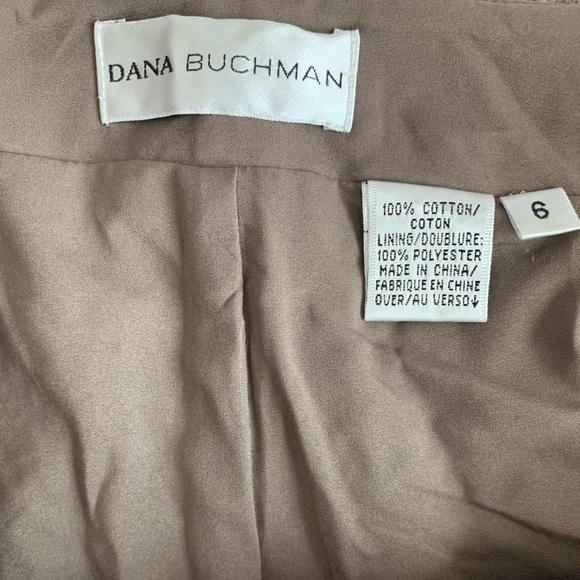 DANA BUCHMAN
100% COTTON/
COTON
LINING/DOUBLURE:
100% POLYESTER
MADE IN CHINA/
FABRIQUE EN CHINE
OVER/AU VERSO↓
6